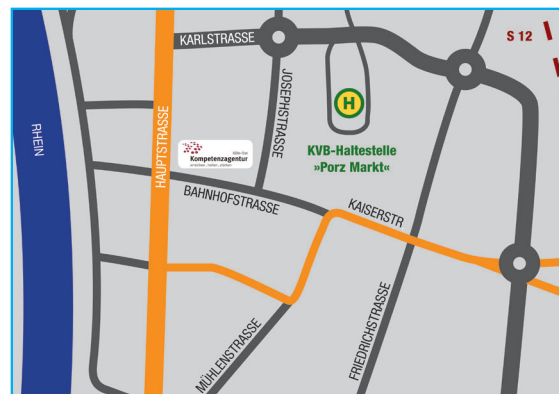 KARLSTRASSE
S 12
JOSEPHSTRASSE
H
HAUPTSTRASSE
RHEIN
Kompetenzagentur
KVB-Haltestelle
»Porz Markt«
BAHNHOFSTRASSE
KAISERSTR
MÜHLENSTRASSE
FRIEDRICHSTRASSE